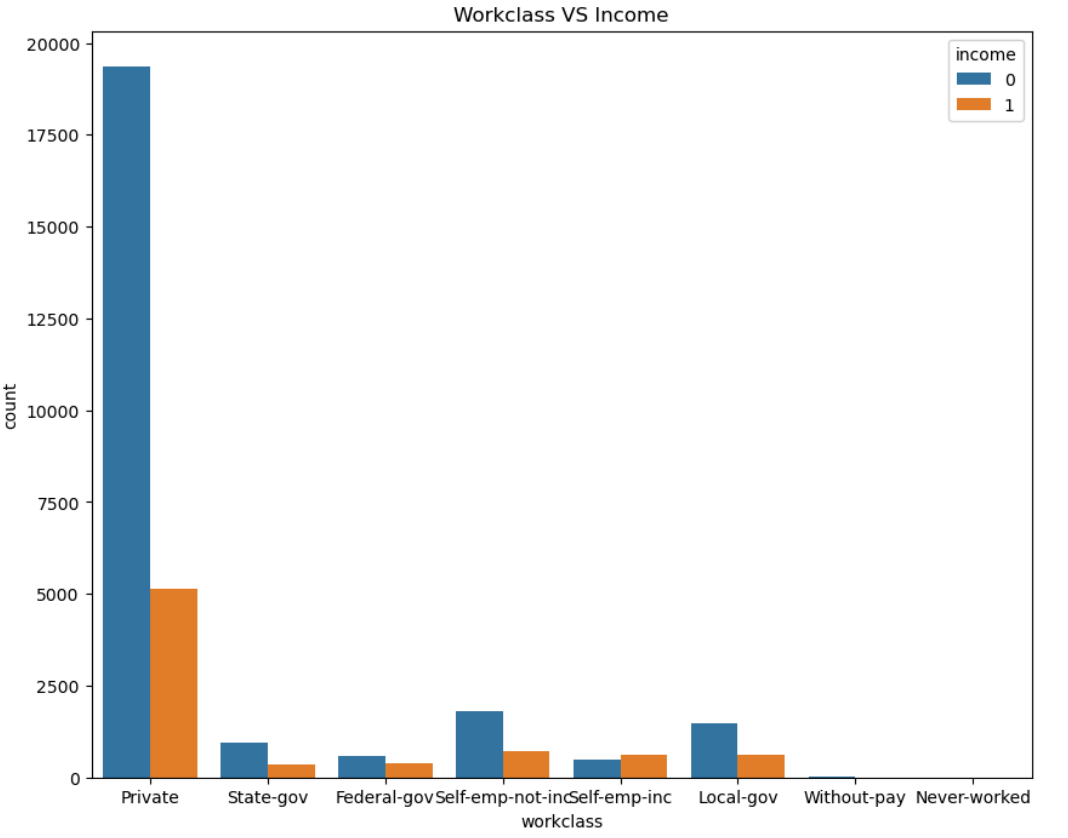 Workclass VS Income
income
0
1
20000
17500
15000
12500
10000
7500
5000
2500
0
count
Private State-gov Federal-gov Self-emp-not-inc Self-emp-inc Local-gov Without-pay Never-worked
workclass